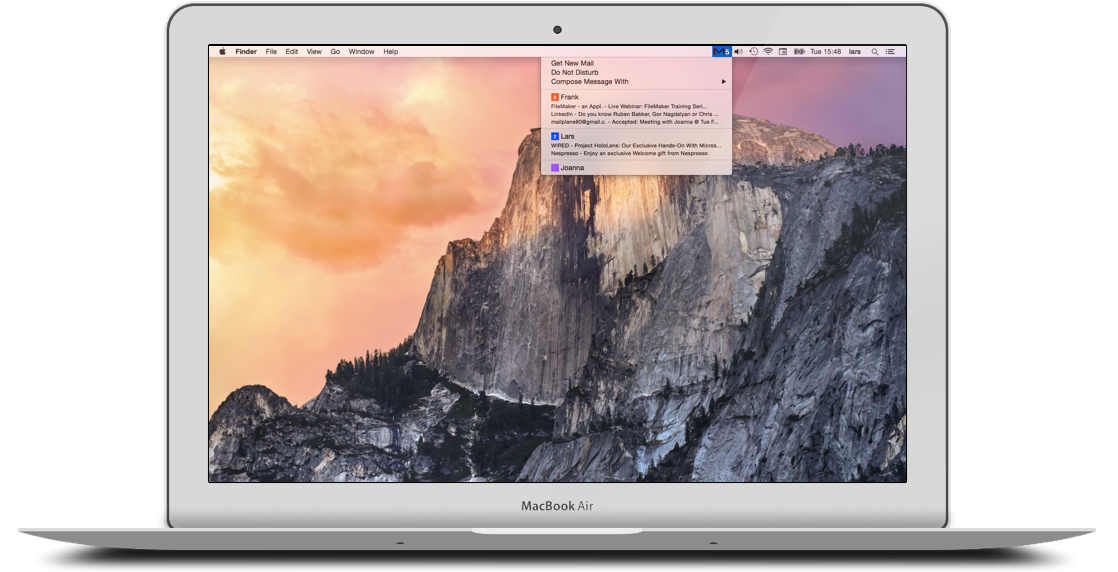 Finder File Edit View Go Window Help 5 Tue 15:48 lars
Get New Mail
Do Not Disturb
Compose Message With
3 Frank
FileMaker - an Appl. - Live Webinar: FileMaker Training Seri...
LinkedIn - Do you know Ruben Bakker, Gor Nagdalyan or Chris ...
mailplane80@gmail.c. - Accepted: Meeting with Joanna @ Tue F...
2 Lars
WIRED - Project HoloLens: Our Exclusive Hands-On With Micros...
Nespresso - Enjoy an exclusive Welcome gift from Nespresso
Joanna
MacBook Air